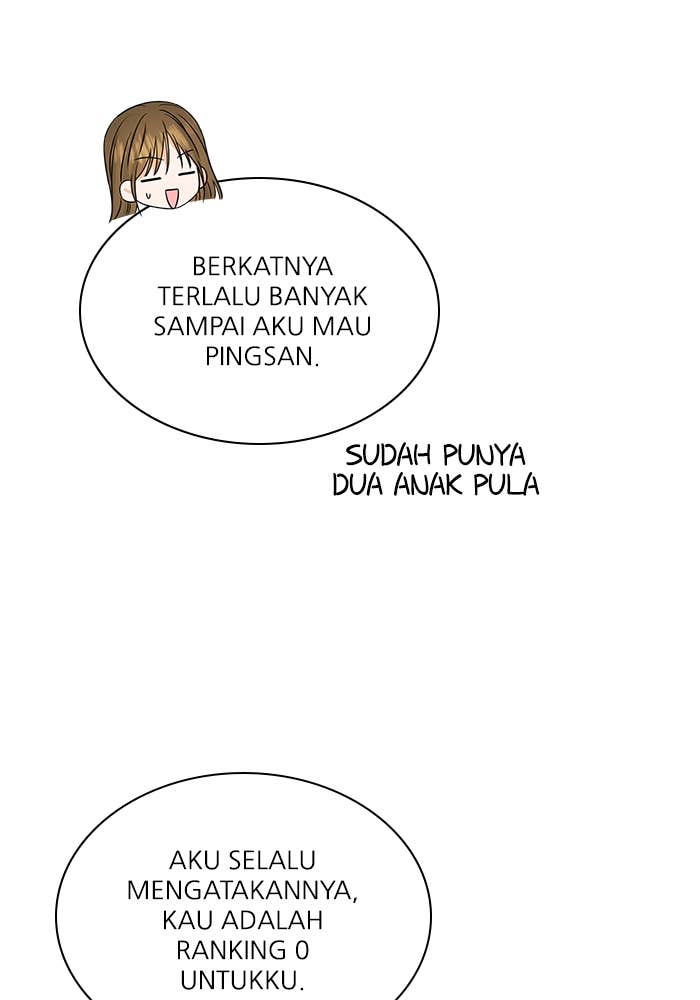 BERKATNYA
TERLALU BANYAK
SAMPAI AKU MAU
PINGSAN.
SUDAH PUNYA
DUA ANAK PULA
AKU SELALU
MENGATAKANNYA,
KAU ADALAH
RANKING 0
UNTUKKU.